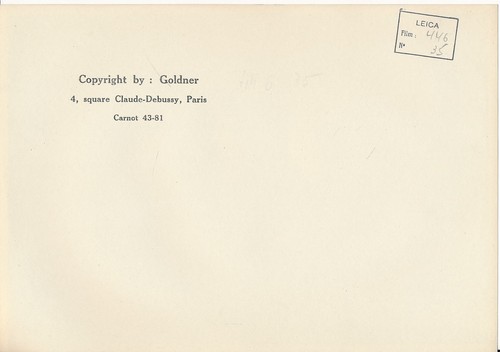 LEICA
Film : 446
N° 35
Copyright by : Goldner
4, square Claude-Debussy, Paris
Carnot 43-81